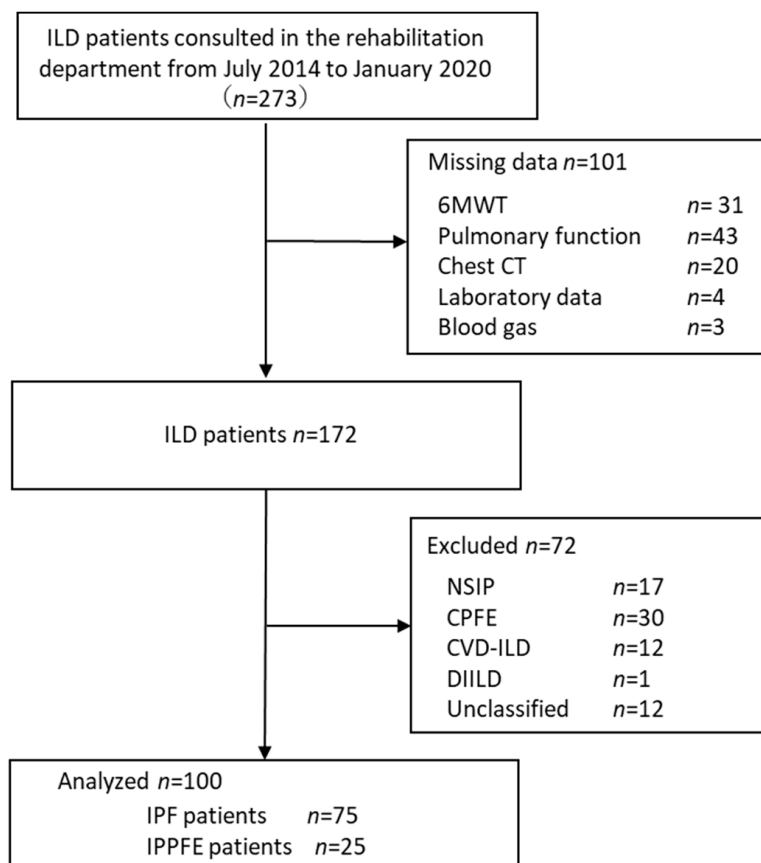 ILD patients consulted in the rehabilitation
department from July 2014 to January 2020
（n=273）
Missing data n=101
6MWT n= 31
Pulmonary function n=43
Chest CT n=20
Laboratory data n=4
Blood gas n=3
ILD patients n=172
Excluded n=72
NSIP n=17
CPFE n=30
CVD-ILD n=12
DIILD n=1
Unclassified n=12
Analyzed n=100
IPF patients n=75
IPPFE patients n=25